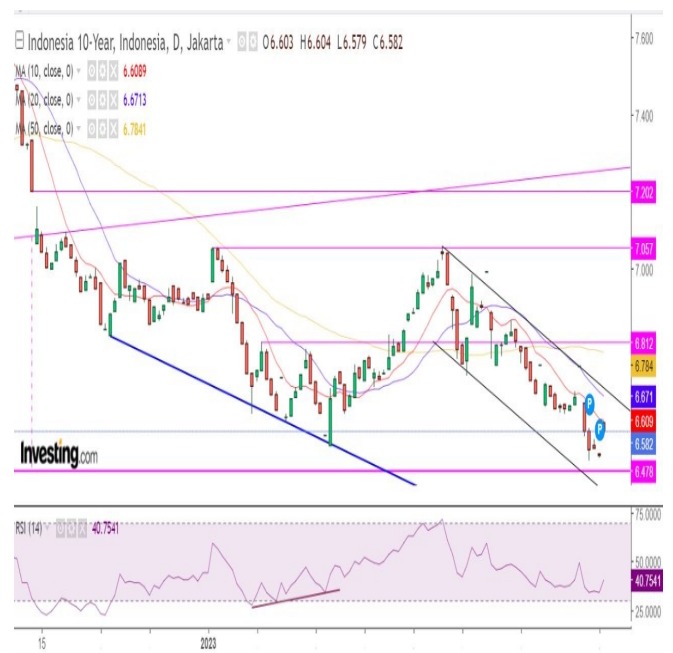 Indonesia 10-Year, Indonesia, D, Jakarta O6.603 H6.604 L6.579 C6.582
MA (10, close, 0) 6.6089
MA (20, close, 0) 6.6713
MA (50, close, 0) 6.7841
7.600
7.400
7.202
7.057
7.000
6.812
6.784
6.671
6.609
6.582
6.478
P
P
Investing.com
RSI (14) 40.7541
75.0000
50.0000
40.7541
25.0000
15
2023